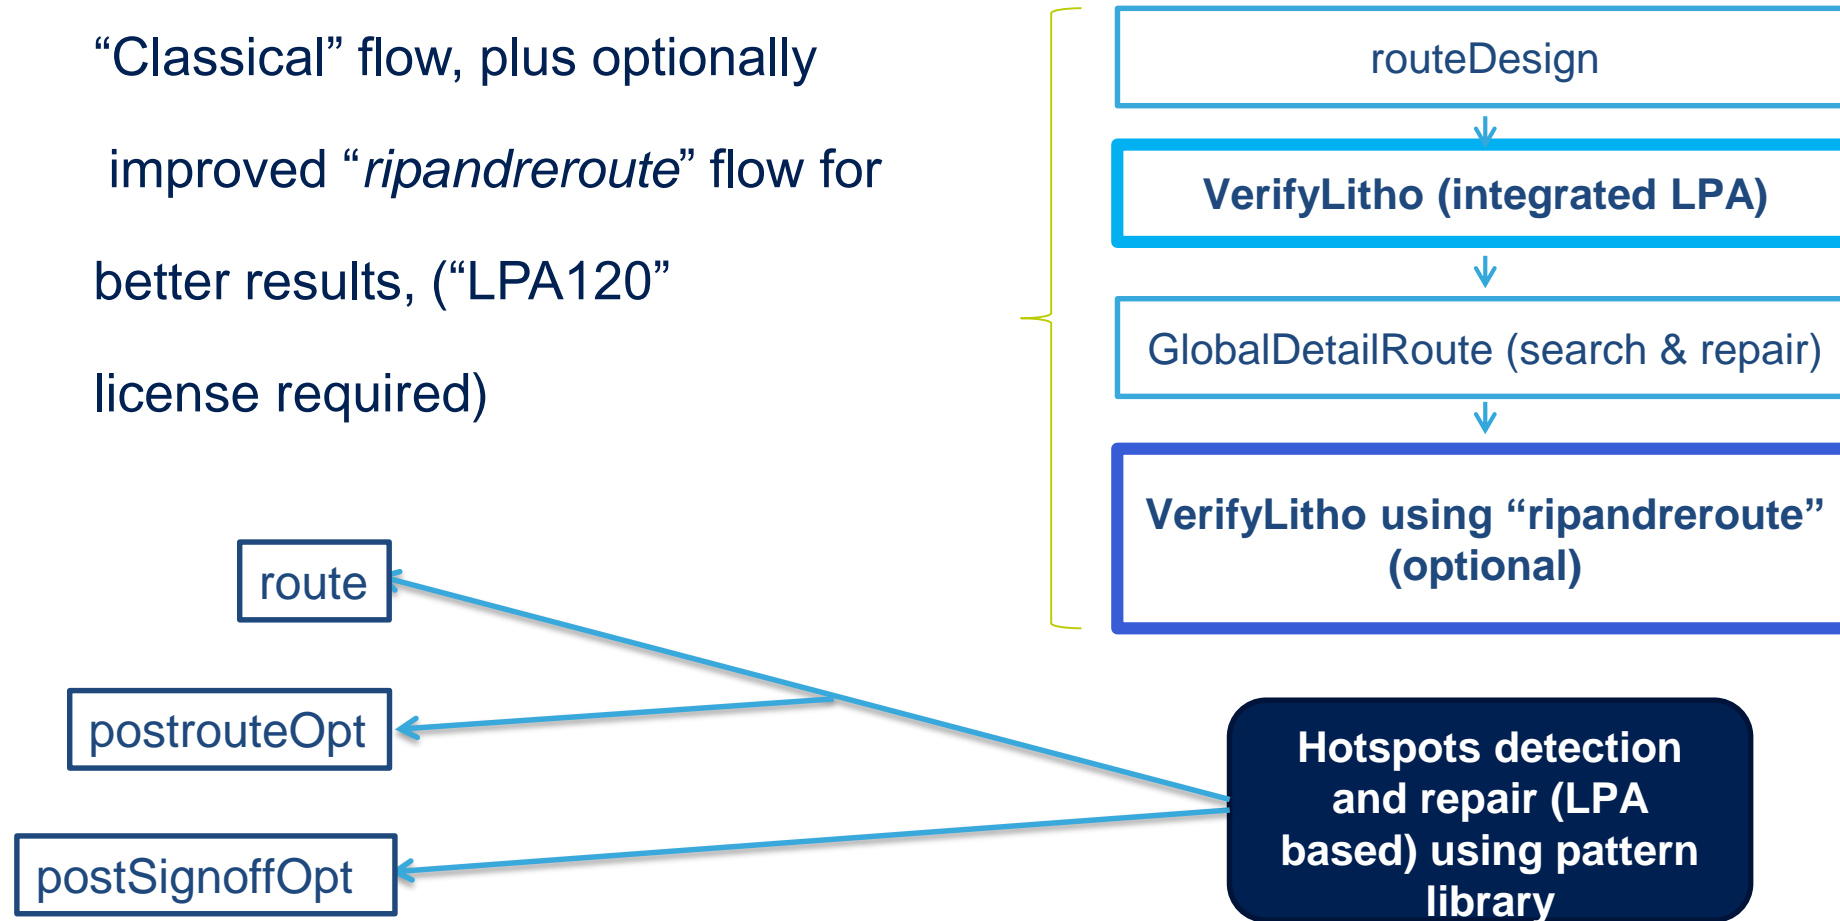 “Classical” flow, plus optionally
improved “ripandreroute” flow for
better results, (“LPA120”
license required)
routeDesign
VerifyLitho (integrated LPA)
GlobalDetailRoute (search & repair)
VerifyLitho using “ripandreroute”
(optional)
route
postrouteOpt
postSignoffOpt
Hotspots detection
and repair (LPA
based) using pattern
library